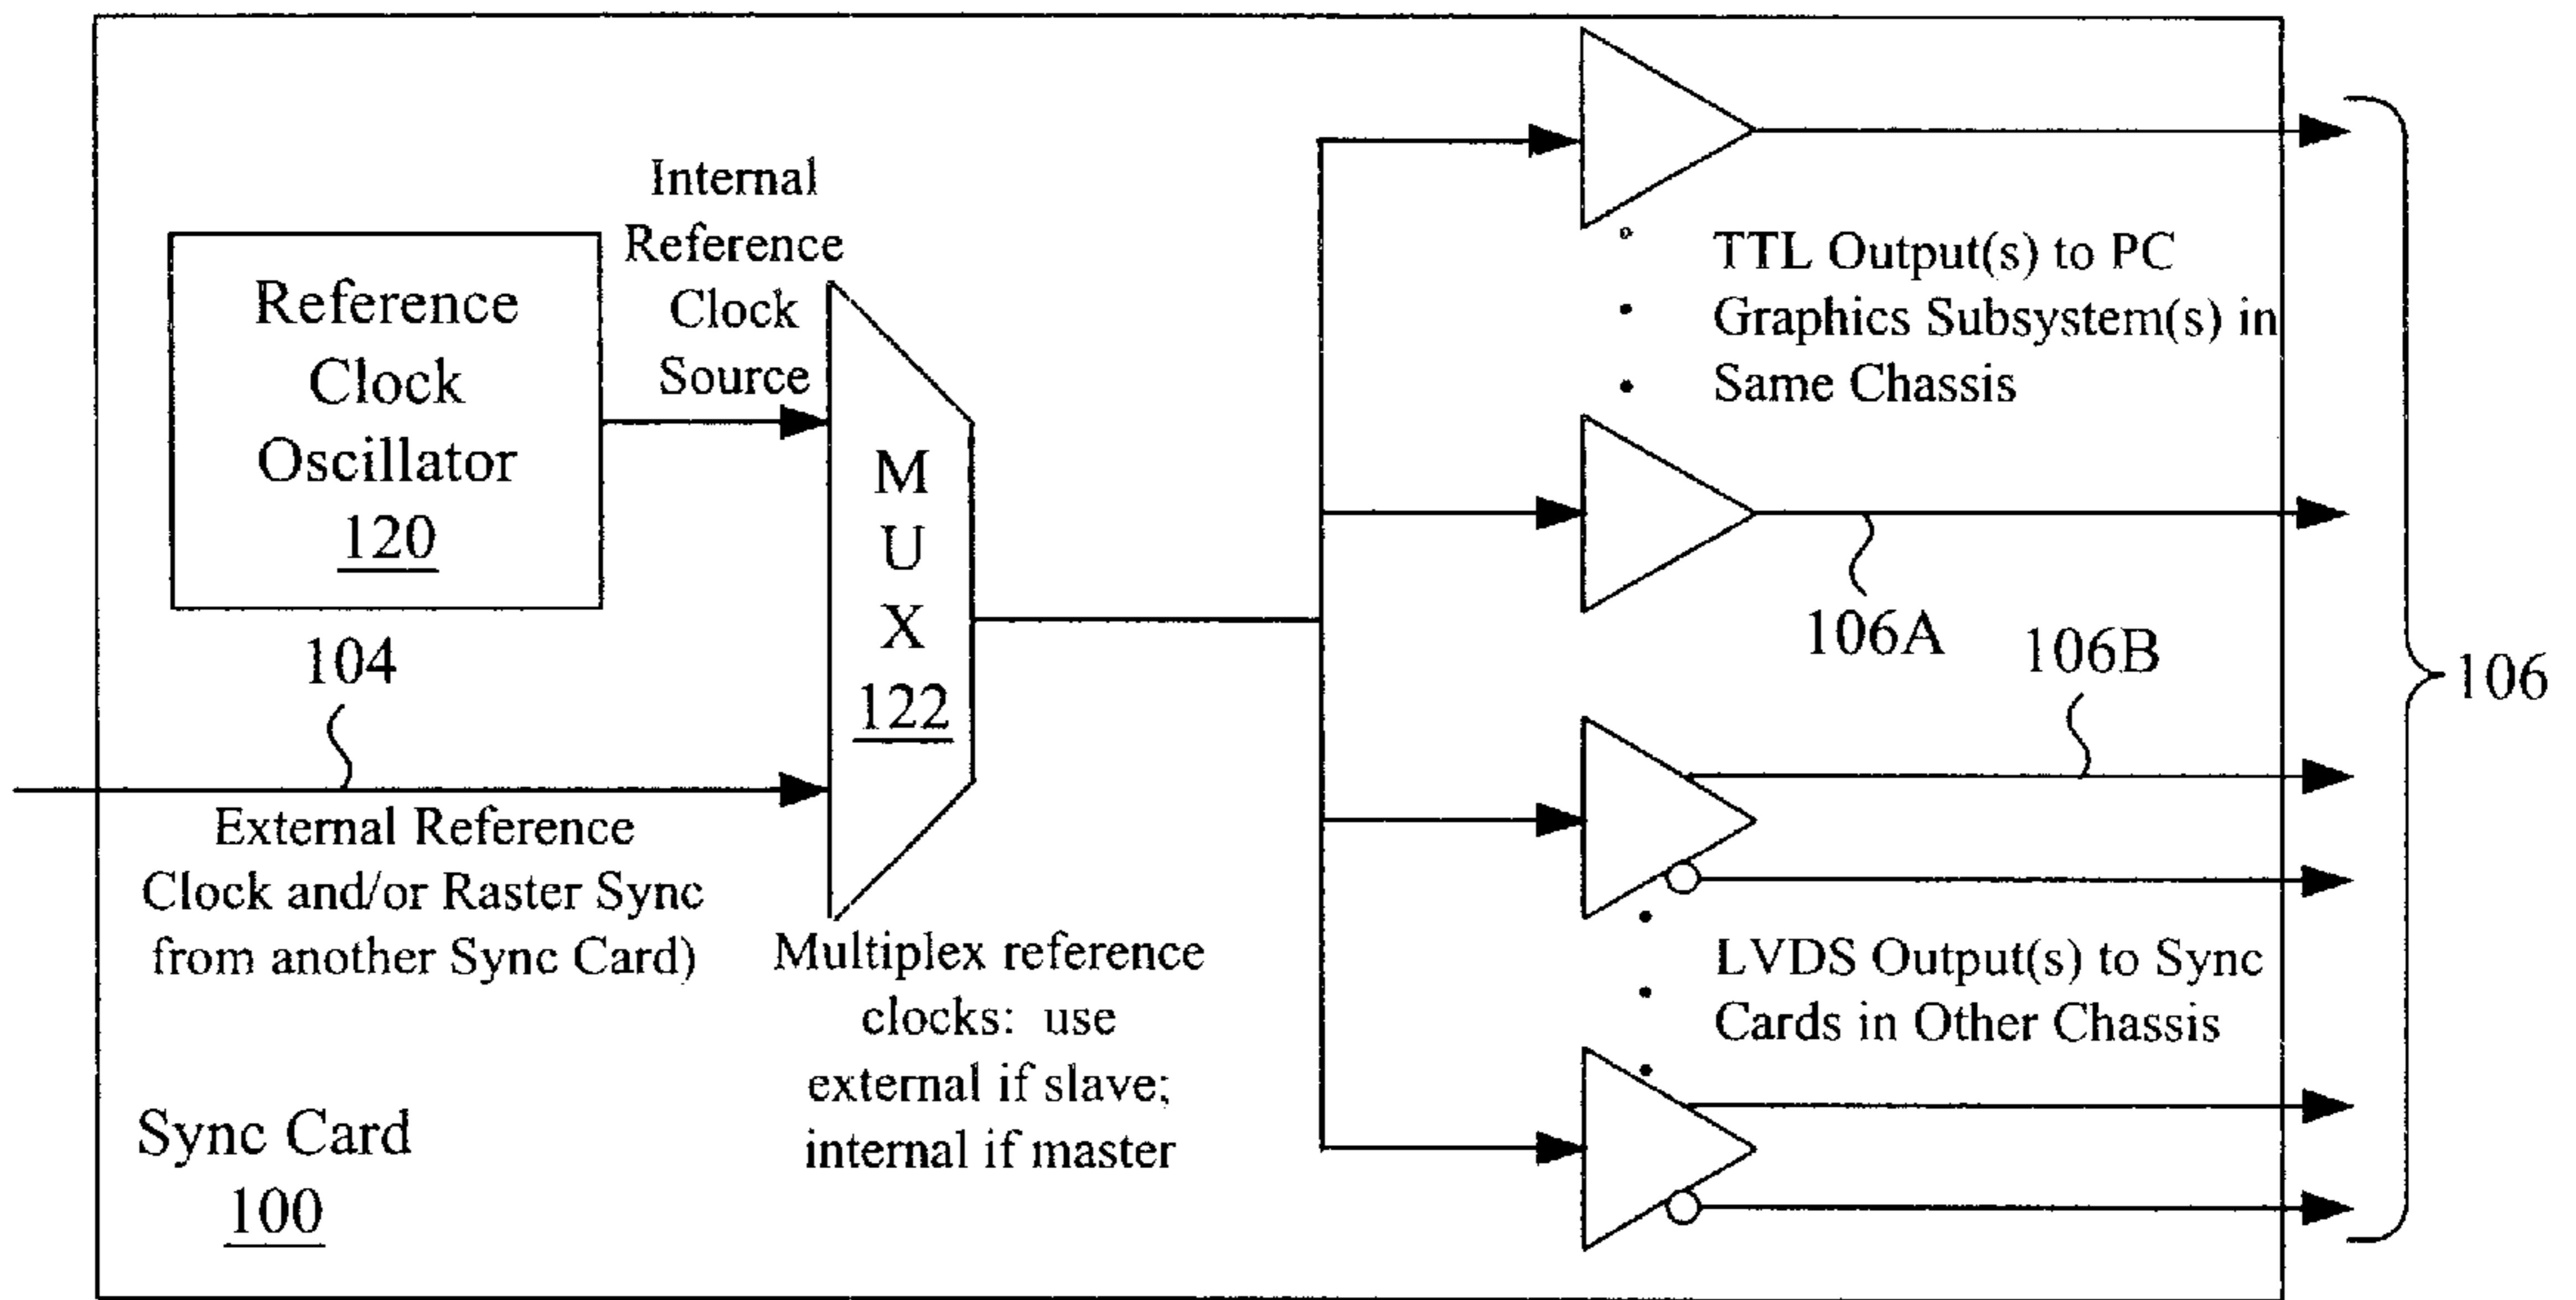 Reference
Clock
Oscillator
120
Internal
Reference
Clock
Source
M
U
X
122
104
External Reference
Clock and/or Raster Sync
from another Sync Card)
Multiplex reference
clocks: use
external if slave;
internal if master
Sync Card
100
TTL Output(s) to PC
Graphics Subsystem(s) in
Same Chassis
106A
106B
106
LVDS Output(s) to Sync
Cards in Other Chassis